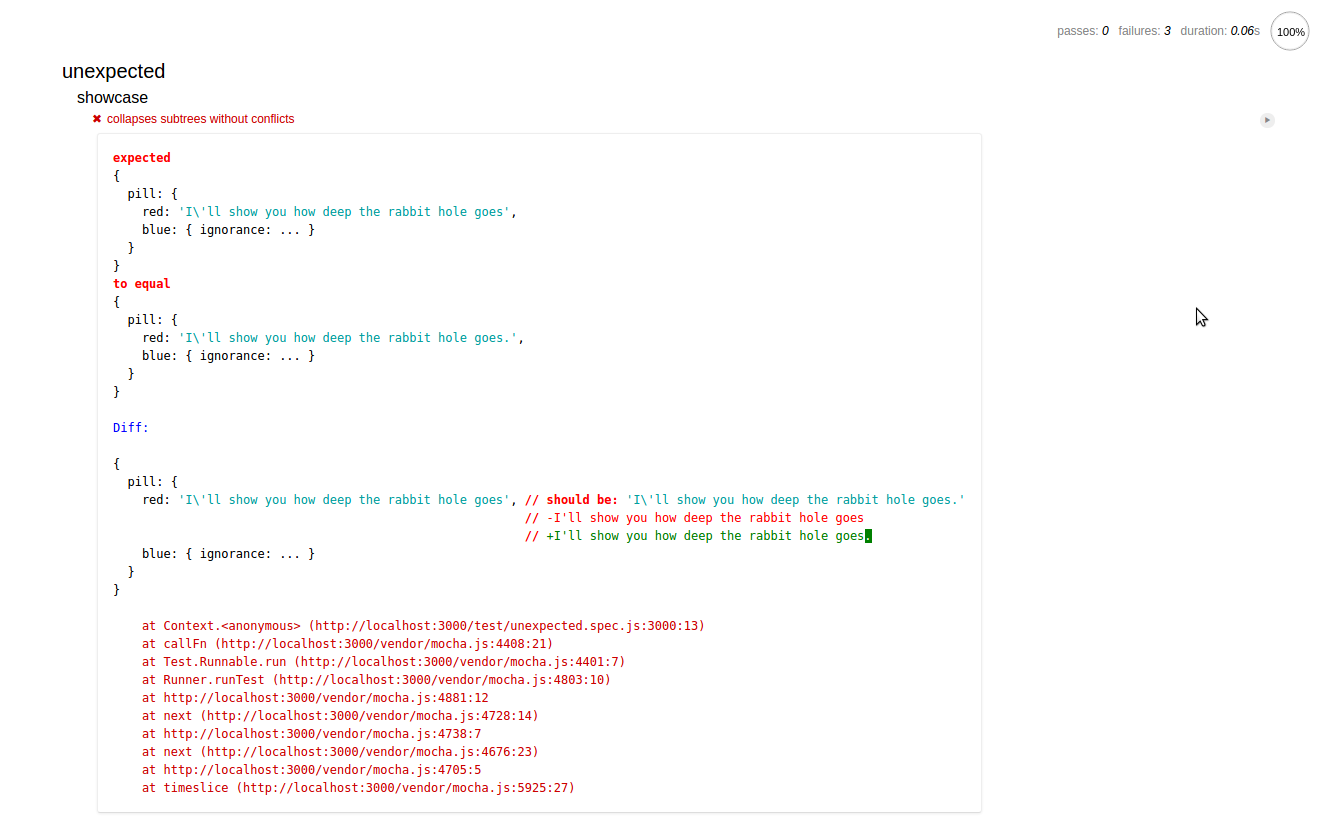 passes: 0 failures: 3 duration: 0.06s 100%
unexpected
showcase
✖ collapses subtrees without conflicts
expected
{
  pill: {
    red: 'I\'ll show you how deep the rabbit hole goes',
    blue: { ignorance: ... }
  }
}
to equal
{
  pill: {
    red: 'I\'ll show you how deep the rabbit hole goes.',
    blue: { ignorance: ... }
  }
}
Diff:
{
  pill: {
    red: 'I\'ll show you how deep the rabbit hole goes', // should be: 'I\'ll show you how deep the rabbit hole goes.'
                                                     // -I'll show you how deep the rabbit hole goes
                                                     // +I'll show you how deep the rabbit hole goes.
    blue: { ignorance: ... }
  }
}
    at Context.<anonymous> (http://localhost:3000/test/unexpected.spec.js:3000:13)
    at callFn (http://localhost:3000/vendor/mocha.js:4408:21)
    at Test.Runnable.run (http://localhost:3000/vendor/mocha.js:4401:7)
    at Runner.runTest (http://localhost:3000/vendor/mocha.js:4803:10)
    at http://localhost:3000/vendor/mocha.js:4881:12
    at next (http://localhost:3000/vendor/mocha.js:4728:14)
    at http://localhost:3000/vendor/mocha.js:4738:7
    at next (http://localhost:3000/vendor/mocha.js:4676:23)
    at http://localhost:3000/vendor/mocha.js:4705:5
    at timeslice (http://localhost:3000/vendor/mocha.js:5925:27)